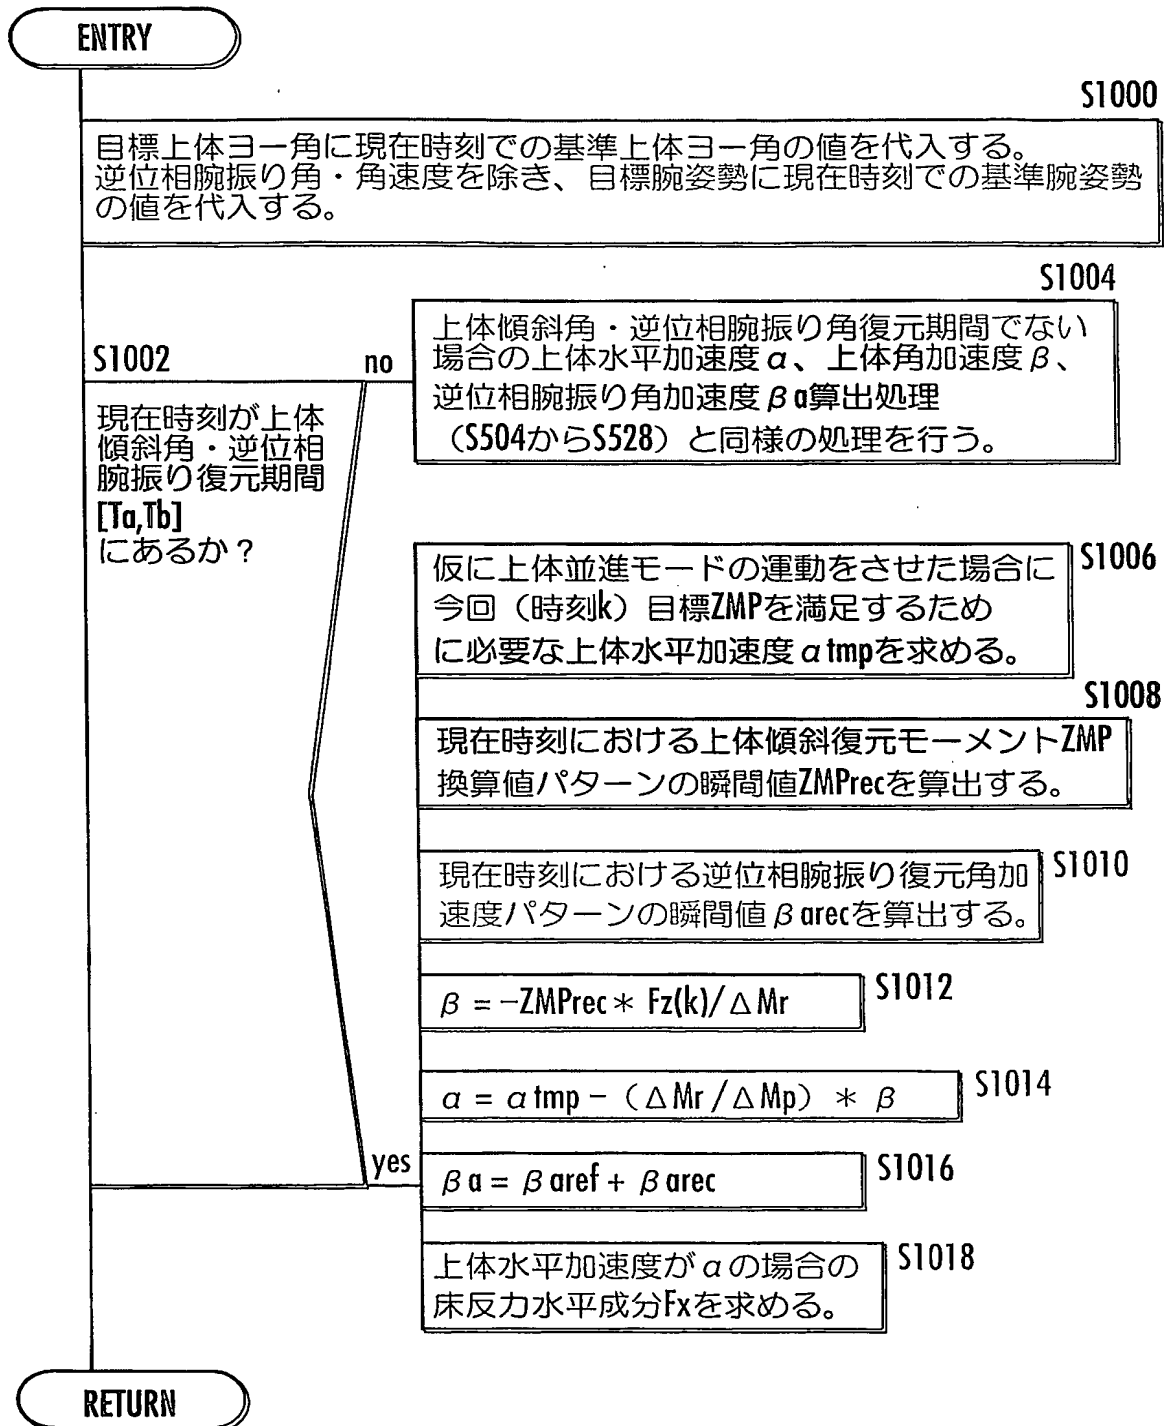 ENTRY
S1000
目標上体ヨー角に現在時刻での基準上体ヨー角の値を代入する。
逆位相腕振り角・角速度を除き、目標腕姿勢に現在時刻での基準腕姿勢
の値を代入する。
S1002
no
現在時刻が上体
傾斜角・逆位相
腕振り復元期間
[Ta,Tb]
にあるか？
S1004
上体傾斜角・逆位相腕振り角復元期間でない
場合の上体水平加速度α、上体角加速度β、
逆位相腕振り角加速度βa算出処理
（S504からS528）と同様の処理を行う。
S1006
仮に上体並進モードの運動をさせた場合に
今回（時刻k）目標ZMPを満足するため
に必要な上体水平加速度αtmpを求める。
S1008
現在時刻における上体傾斜復元モーメントZMP
換算値パターンの瞬間値ZMPrecを算出する。
S1010
現在時刻における逆位相腕振り復元角加
速度パターンの瞬間値βarecを算出する。
S1012
β=−ZMPrec＊ Fz(k)/△Mr
S1014
α=αtmp−（△Mr/△Mp）＊ β
yes
S1016
βa=βaref+βarec
S1018
上体水平加速度がαの場合の
床反力水平成分Fxを求める。
RETURN